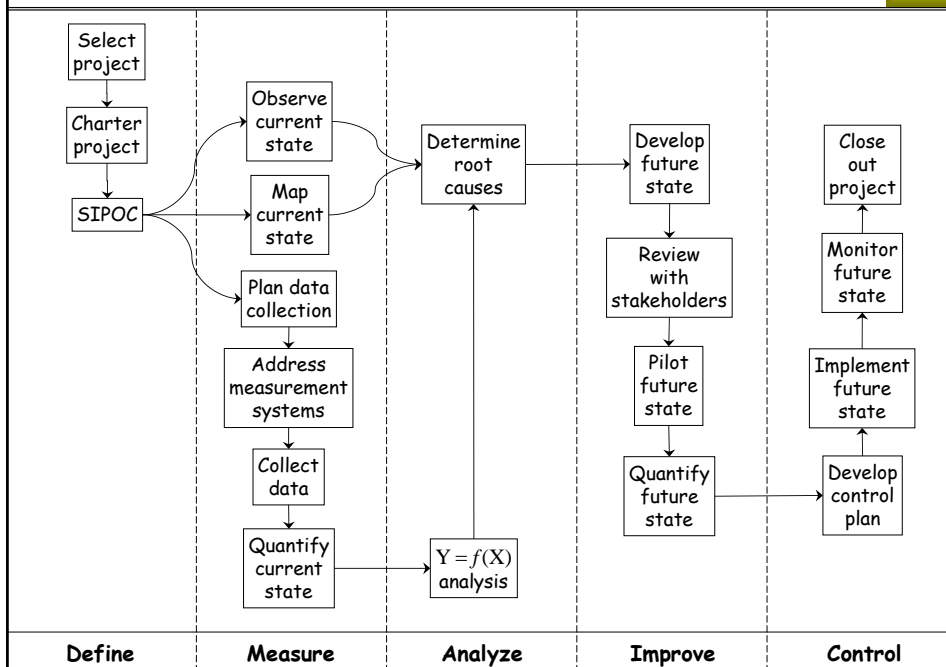 Select
project
Charter
project
SIPOC
Observe
current
state
Map
current
state
Plan data
collection
Address
measurement
systems
Collect
data
Quantify
current
state
Determine
root
causes
Y = f(X)
analysis
Develop
future
state
Review
with
stakeholders
Pilot
future
state
Quantify
future
state
Close
out
project
Monitor
future
state
Implement
future
state
Develop
control
plan
Define
Measure
Analyze
Improve
Control